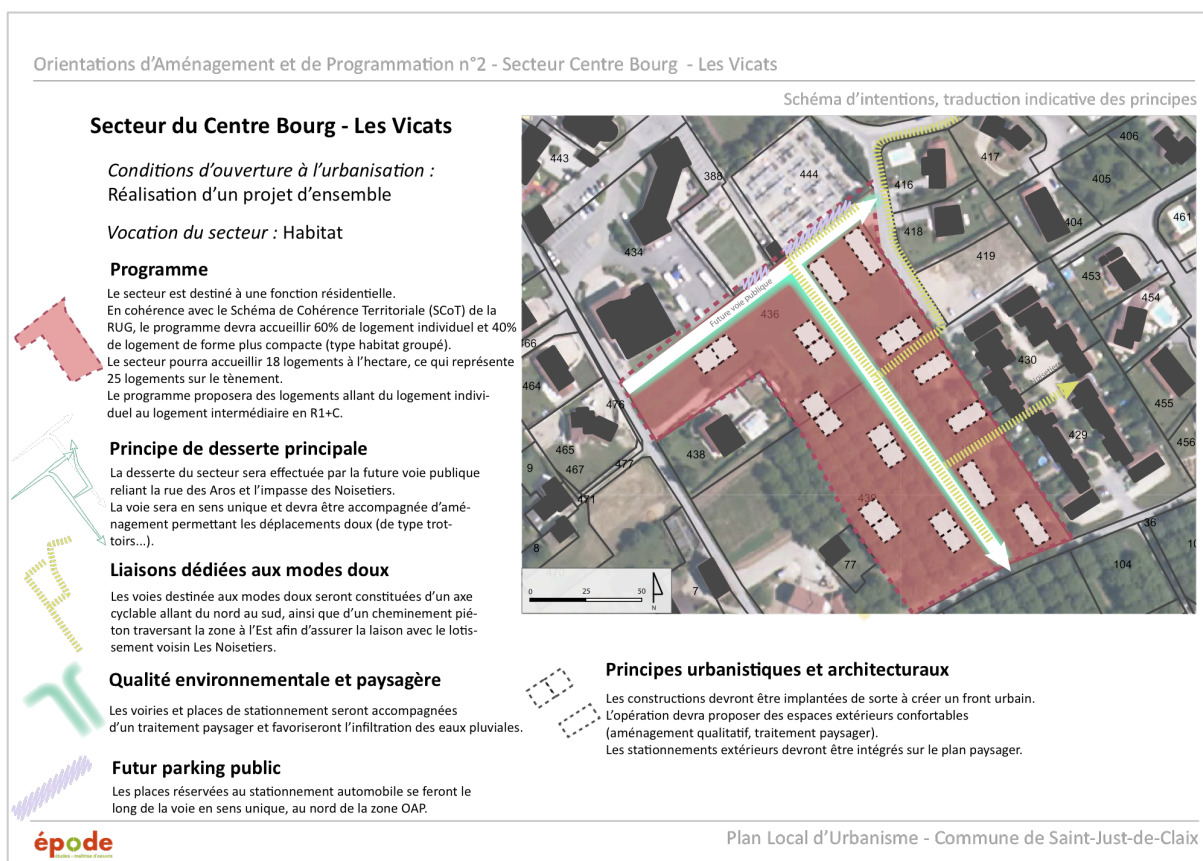 Orientations d'Aménagement et de Programmation n°2 - Secteur Centre Bourg - Les Vicats
Schéma d'intentions, traduction indicative des principes
Secteur du Centre Bourg - Les Vicats
Conditions d'ouverture à l'urbanisation :
Réalisation d'un projet d'ensemble
Vocation du secteur : Habitat
Programme
Le secteur est destiné à une fonction résidentielle.
En cohérence avec le Schéma de Cohérence Territoriale (SCoT) de la
RUG, le programme devra accueillir 60% de logement individuel et 40%
de logement de forme plus compacte (type habitat groupé).
Le secteur pourra accueillir 18 logements à l'hectare, ce qui représente
25 logements sur le tènement.
Le programme proposera des logements allant du logement indivi-
duel au logement intermédiaire en R1+C.
Principe de desserte principale
La desserte du secteur sera effectuée par la future voie publique
reliant la rue des Aros et l'impasse des Noisetiers.
La voie sera en sens unique et devra être accompagnée d'amé-
nagement permettant les déplacements doux (de type trot-
toirs...).
Liaisons dédiées aux modes doux
Les voies destinée aux modes doux seront constituées d'un axe
cyclable allant du nord au sud, ainsi que d'un cheminement pié-
ton traversant la zone à l'Est afin d'assurer la laison avec le lotis-
sement voisin Les Noisetiers.
Qualité environnementale et paysagère
Les voiries et places de stationnement seront accompagnées
d'un traitement paysager et favoriseront l'infiltration des eaux pluviales.
Futur parking public
Les places réservées au stationnement automobile se feront le
long de la voie en sens unique, au nord de la zone OAP.
443
388
444
434
416
417
406
405
404
418
419
461
453
454
466
464
476
465
467
477
471
9
8
438
436
Future voie publique
439
430
Noisetiers
429
455
456
36
104
77
7
0
25
50
N
Principes urbanistiques et architecturaux
Les constructions devront être implantées de sorte à créer un front urbain.
L'opération devra proposer des espaces extérieurs confortables
(aménagement qualitatif, traitement paysager).
Les stationnements extérieurs devront être intégrés sur le plan paysager.
épode
études - maîtrise d'oeuvre
Plan Local d'Urbanisme - Commune de Saint-Just-de-Claix